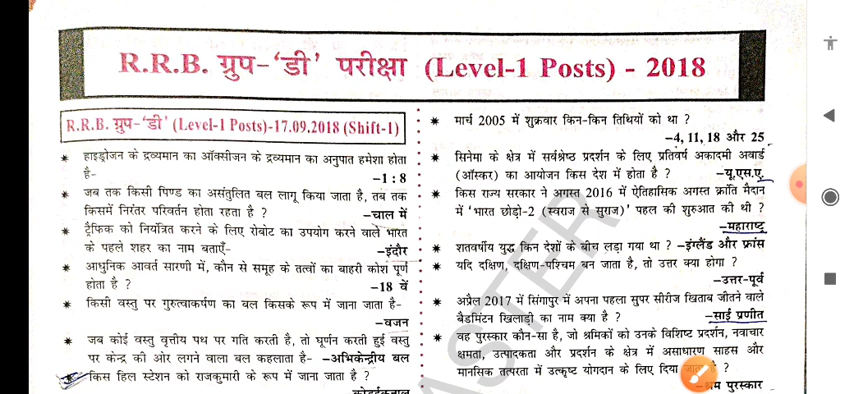 R.R.B. ग्रुप-‘डी’ परीक्षा (Level-1 Posts) - 2018
R.R.B. ग्रुप-‘डी’ (Level-1 Posts)-17.09.2018 (Shift-1)
* हाइड्रोजन के द्रव्यमान का ऑक्सीजन के द्रव्यमान का अनुपात हमेशा होता
है- –1 : 8
* जब तक किसी पिण्ड का असंतुलित बल लागू किया जाता है, तब तक
किसमें निरंतर परिवर्तन होता रहता है ? –चाल में
* ट्रैफिक को नियंत्रित करने के लिए रोबोट का उपयोग करने वाले भारत
के पहले शहर का नाम बताएँ- –इंदौर
* आधुनिक आवर्त सारणी में, कौन से समूह के तत्वों का बाहरी कोश पूर्ण
होता है ? –18 वें
* किसी वस्तु पर गुरुत्वाकर्षण का बल किसके रूप में जाना जाता है-
–वजन
* जब कोई वस्तु वृत्तीय पथ पर गति करती है, तो घूर्णन करती हुई वस्तु
पर केन्द्र की ओर लगने वाला बल कहलाता है- –अभिकेन्द्रीय बल
किस हिल स्टेशन को राजकुमारी के रूप में जाना जाता है ?
* मार्च 2005 में शुक्रवार किन-किन तिथियों को था ?
–4, 11, 18 और 25
* सिनेमा के क्षेत्र में सर्वश्रेष्ठ प्रदर्शन के लिए प्रतिवर्ष अकादमी अवार्ड
(ऑस्कर) का आयोजन किस देश में होता है ? –यू.एस.ए.
* किस राज्य सरकार ने अगस्त 2016 में ऐतिहासिक अगस्त क्रांति मैदान
में ‘भारत छोड़ो-2 (स्वराज से सुराज)’ पहल की शुरुआत की थी ?
–महाराष्ट्र
* शतवर्षीय युद्ध किन देशों के बीच लड़ा गया था ? –इंग्लैंड और फ्रांस
* यदि दक्षिण, दक्षिण-पश्चिम बन जाता है, तो उत्तर क्या होगा ?
–उत्तर-पूर्व
* अप्रैल 2017 में सिंगापुर में अपना पहला सुपर सीरीज खिताब जीतने वाले
बैडमिंटन खिलाड़ी का नाम क्या है ? –साई प्रणीत
* वह पुरस्कार कौन-सा है, जो श्रमिकों को उनके विशिष्ट प्रदर्शन, नवाचार
क्षमता, उत्पादकता और प्रदर्शन के क्षेत्र में असाधारण साहस और
मानसिक तत्परता में उत्कृष्ट योगदान के लिए दिया है ?
पुरस्कार
ASTER